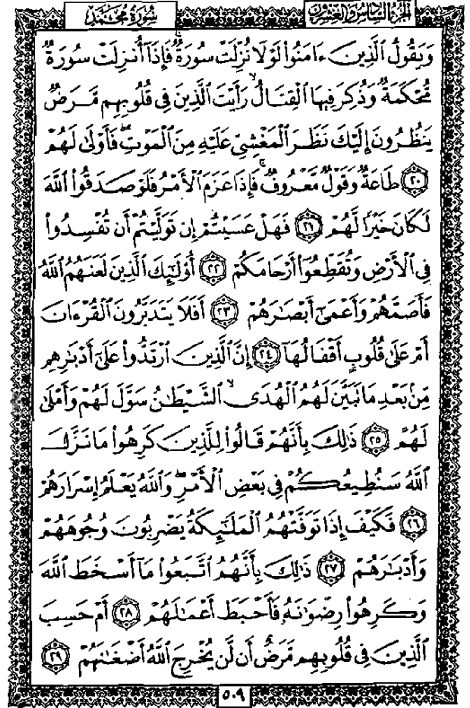 الجزء السادس والعشرون
سورة محمد
وَيَقُولُ ٱلَّذِينَ ءَامَنُوا۟ لَوْلَا نُزِّلَتْ سُورَةٌ ۖ فَإِذَآ أُنزِلَتْ سُورَةٌ
مُّحْكَمَةٌ وَذُكِرَ فِيهَا ٱلْقِتَالُ ۙ رَأَيْتَ ٱلَّذِينَ فِى قُلُوبِهِم مَّرَضٌ
يَنظُرُونَ إِلَيْكَ نَظَرَ ٱلْمَغْشِىِّ عَلَيْهِ مِنَ ٱلْمَوْتِ ۖ فَأَوْلَىٰ لَهُمْ
٢٠ طَاعَةٌ وَقَوْلٌ مَّعْرُوفٌ ۚ فَإِذَا عَزَمَ ٱلْأَمْرُ فَلَوْ صَدَقُوا۟ ٱللَّهَ
لَكَانَ خَيْرًا لَّهُمْ ٢١ فَهَلْ عَسَيْتُمْ إِن تَوَلَّيْتُمْ أَن تُفْسِدُوا۟
فِى ٱلْأَرْضِ وَتُقَطِّعُوٓا۟ أَرْحَامَكُمْ ٢٢ أُو۟لَٰٓئِكَ ٱلَّذِينَ لَعَنَهُمُ ٱللَّهُ
فَأَصَمَّهُمْ وَأَعْمَىٰٓ أَبْصَٰرَهُمْ ٢٣ أَفَلَا يَتَدَبَّرُونَ ٱلْقُرْءَانَ
أَمْ عَلَىٰ قُلُوبٍ أَقْفَالُهَآ ٢٤ إِنَّ ٱلَّذِينَ ٱرْتَدُّوا۟ عَلَىٰٓ أَدْبَٰرِهِم
مِّنۢ بَعْدِ مَا تَبَيَّنَ لَهُمُ ٱلْهُدَى ۙ ٱلشَّيْطَٰنُ سَوَّلَ لَهُمْ وَأَمْلَىٰ
لَهُمْ ٢٥ ذَٰلِكَ بِأَنَّهُمْ قَالُوا۟ لِلَّذِينَ كَرِهُوا۟ مَا نَزَّلَ
ٱللَّهُ سَنُطِيعُكُمْ فِى بَعْضِ ٱلْأَمْرِ ۖ وَٱللَّهُ يَعْلَمُ إِسْرَارَهُمْ
٢٦ فَكَيْفَ إِذَا تَوَفَّتْهُمُ ٱلْمَلَٰٓئِكَةُ يَضْرِبُونَ وُجُوهَهُمْ
وَأَدْبَٰرَهُمْ ٢٧ ذَٰلِكَ بِأَنَّهُمُ ٱتَّبَعُوا۟ مَآ أَسْخَطَ ٱللَّهَ
وَكَرِهُوا۟ رِضْوَٰنَهُۥ فَأَحْبَطَ أَعْمَٰلَهُمْ ٢٨ أَمْ حَسِبَ
ٱلَّذِينَ فِى قُلُوبِهِم مَّرَضٌ أَن لَّن يُخْرِجَ ٱللَّهُ أَضْغَٰنَهُمْ ٢٩
٥٠٩